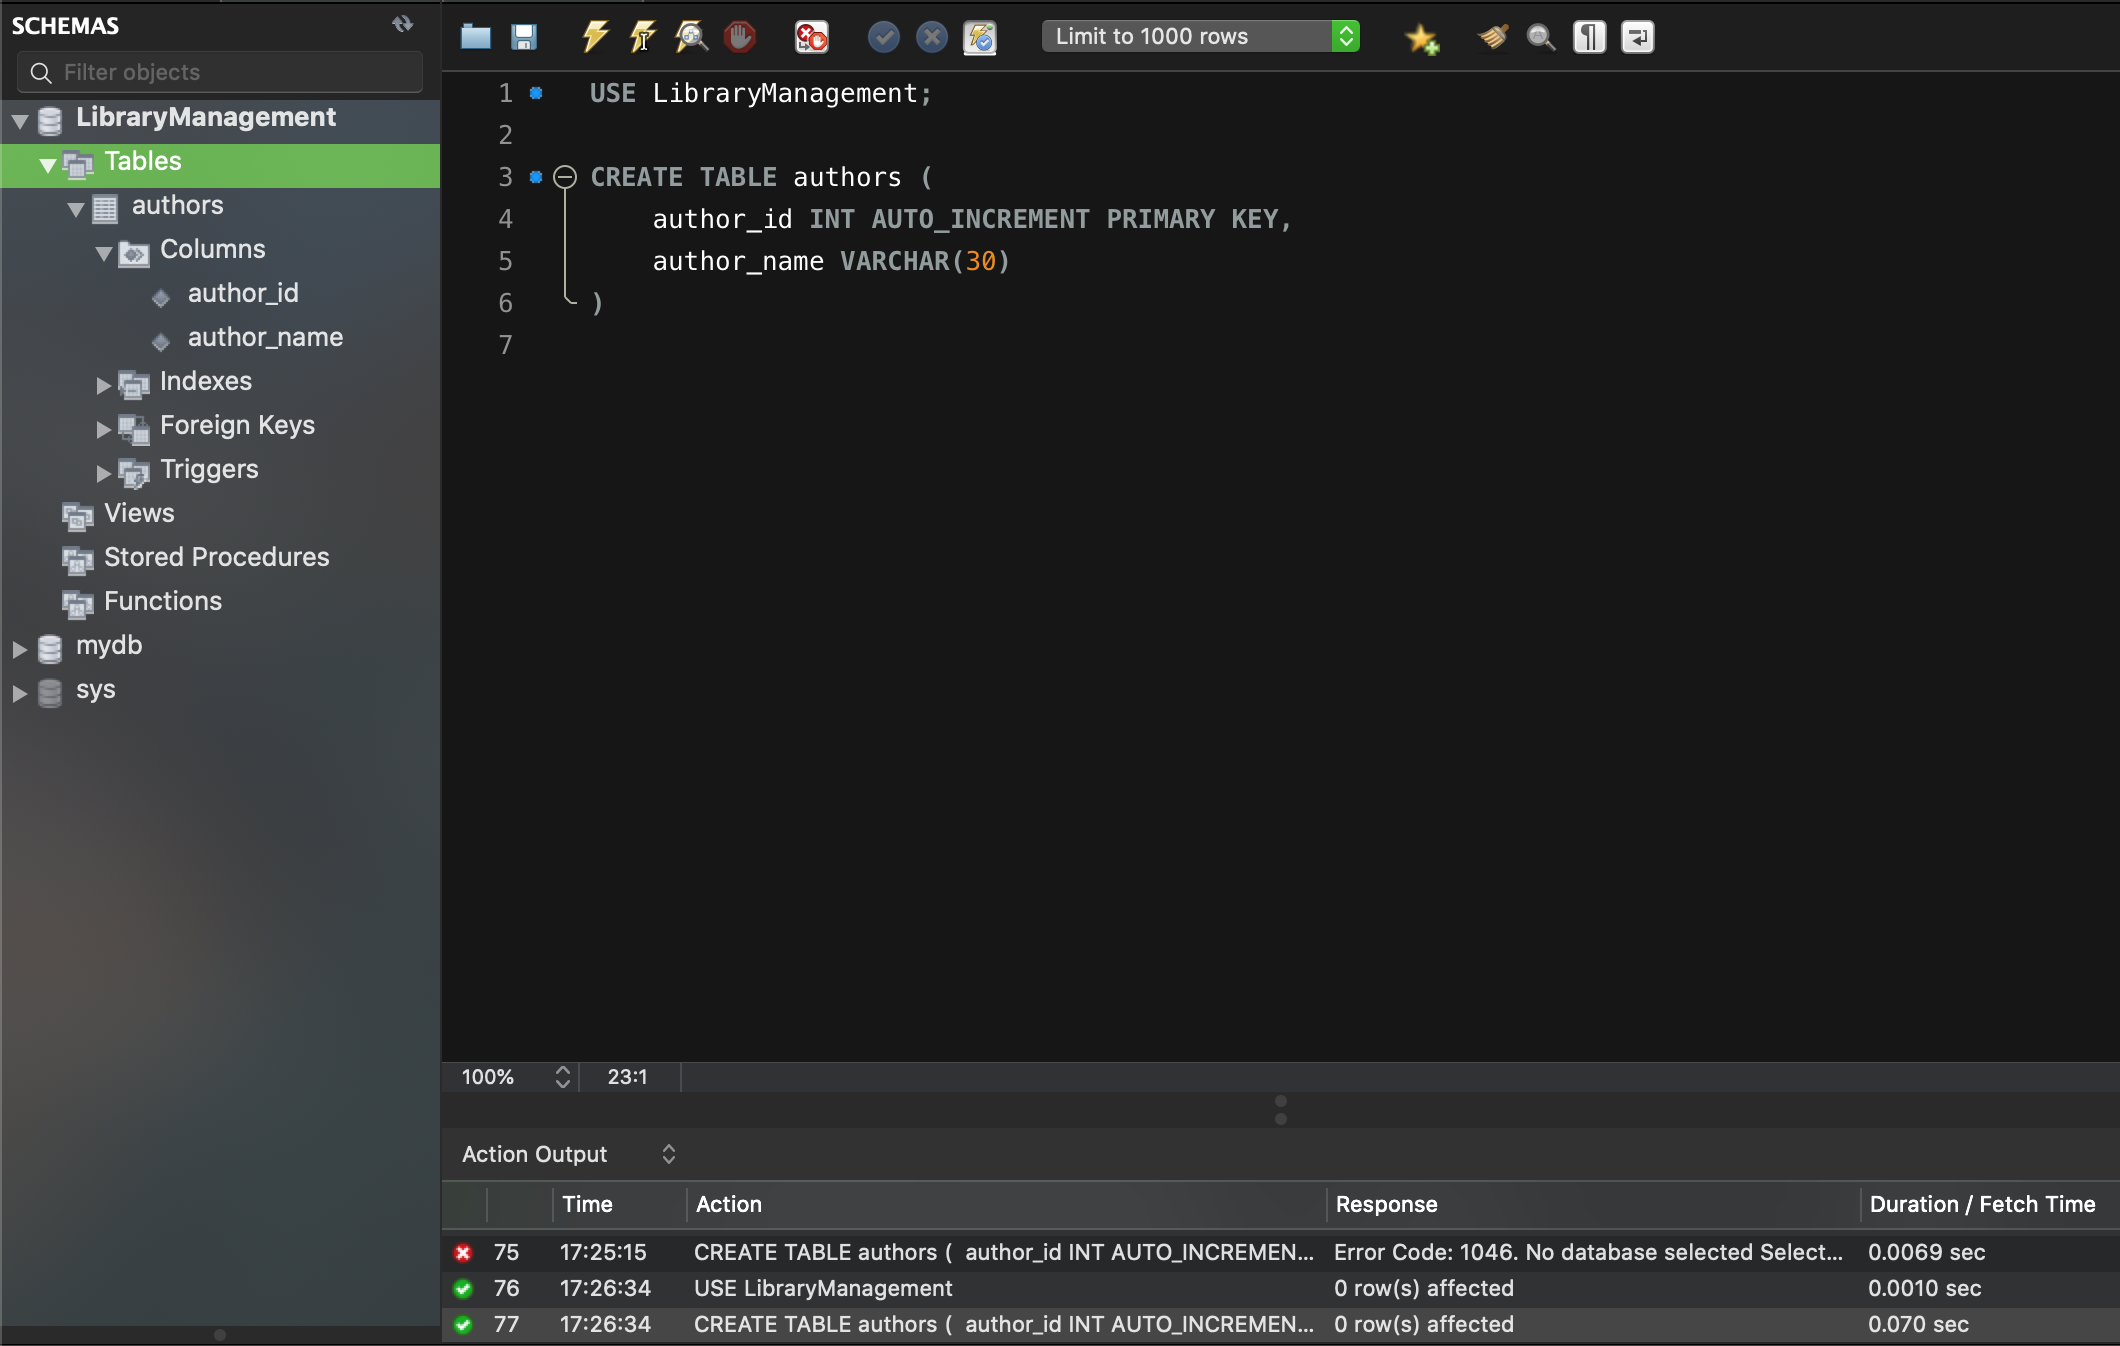 SCHEMAS
Filter objects
LibraryManagement
Tables
authors
Columns
author_id
author_name
Indexes
Foreign Keys
Triggers
Views
Stored Procedures
Functions
mydb
sys
Limit to 1000 rows
1 USE LibraryManagement;
2
3 CREATE TABLE authors (
4 author_id INT AUTO_INCREMENT PRIMARY KEY,
5 author_name VARCHAR(30)
6 )
7
100% 23:1
Action Output
Time Action Response Duration / Fetch Time
75 17:25:15 CREATE TABLE authors ( author_id INT AUTO_INCREMEN... Error Code: 1046. No database selected Select... 0.0069 sec
76 17:26:34 USE LibraryManagement 0 row(s) affected 0.0010 sec
77 17:26:34 CREATE TABLE authors ( author_id INT AUTO_INCREMEN... 0 row(s) affected 0.070 sec